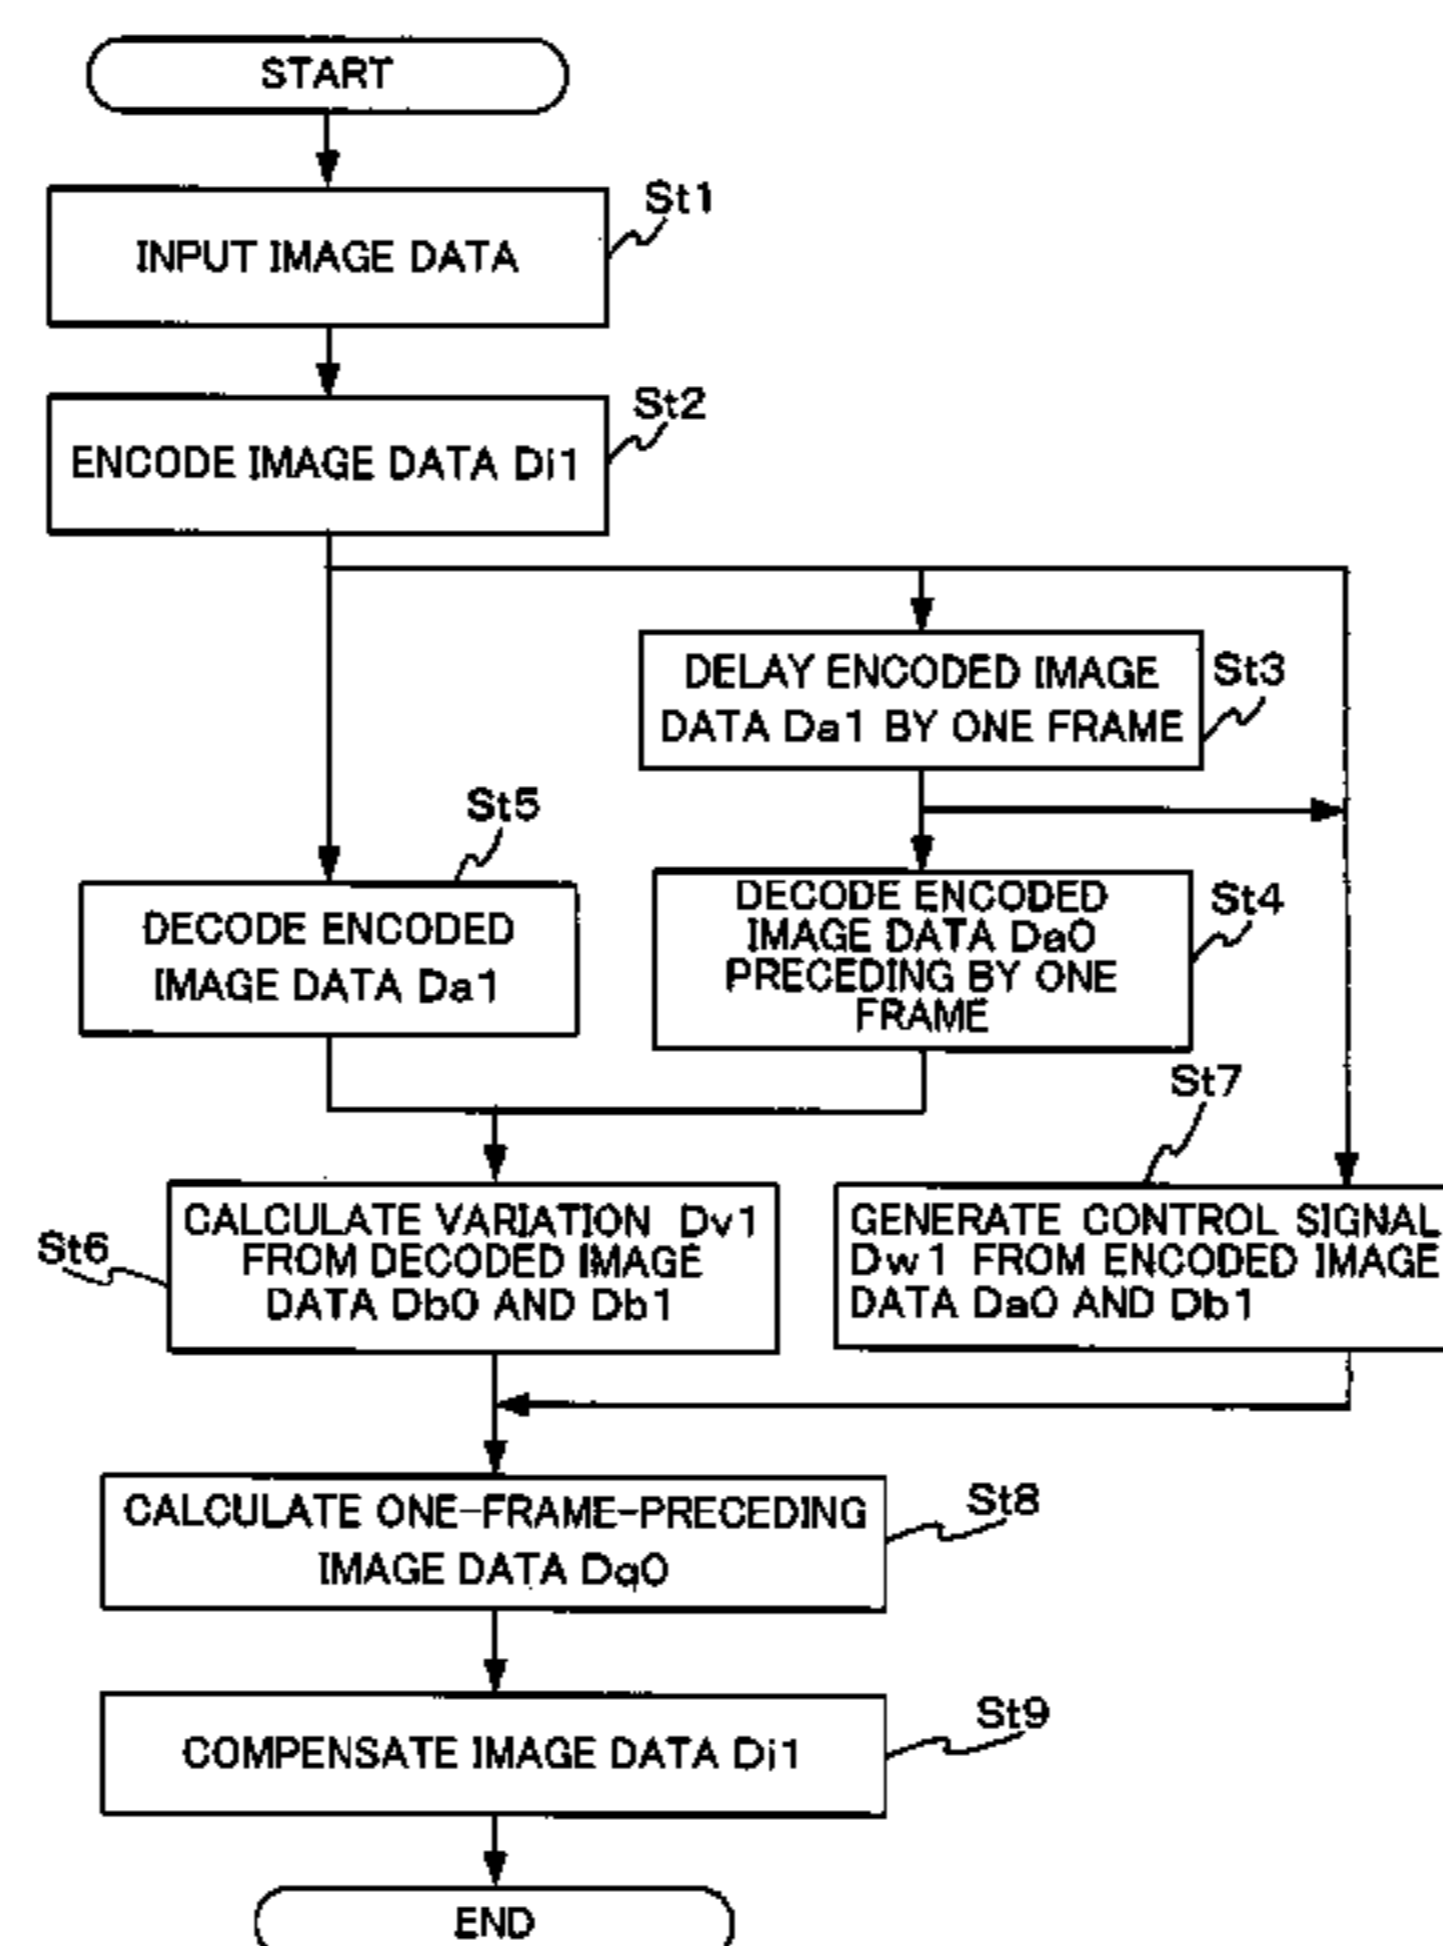 START
St1
INPUT IMAGE DATA
St2
ENCODE IMAGE DATA Di1
St3
DELAY ENCODED IMAGE
DATA Da1 BY ONE FRAME
St5
DECODE ENCODED
IMAGE DATA Da1
St4
DECODE ENCODED
IMAGE DATA Da0
PRECEDING BY ONE
FRAME
St6
CALCULATE VARIATION Dv1
FROM DECODED IMAGE
DATA Db0 AND Db1
St7
GENERATE CONTROL SIGNAL
Dw1 FROM ENCODED IMAGE
DATA Da0 AND Db1
St8
CALCULATE ONE-FRAME-PRECEDING
IMAGE DATA Dq0
St9
COMPENSATE IMAGE DATA Di1
END